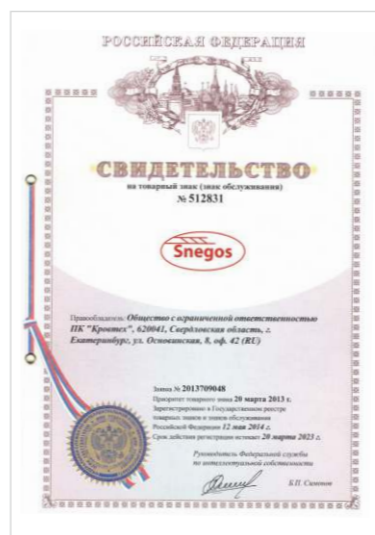 РОССИЙСКАЯ ФЕДЕРАЦИЯ
СВИДЕТЕЛЬСТВО
на товарный знак (знак обслуживания)
№ 512831
Snegos
Правообладатель: Общество с ограниченной ответственностью
ПК "Кровтех", 620041, Свердловская область, г.
Екатеринбург, ул. Основинская, 8, оф. 42 (RU)
Заявка № 2013709048
Приоритет товарного знака 20 марта 2013 г.
Зарегистрировано в Государственном реестре
товарных знаков и знаков обслуживания
Российской Федерации 12 мая 2014 г.
Срок действия регистрации истекает 20 марта 2023 г.
Руководитель Федеральной службы
по интеллектуальной собственности
Б.П. Симонов